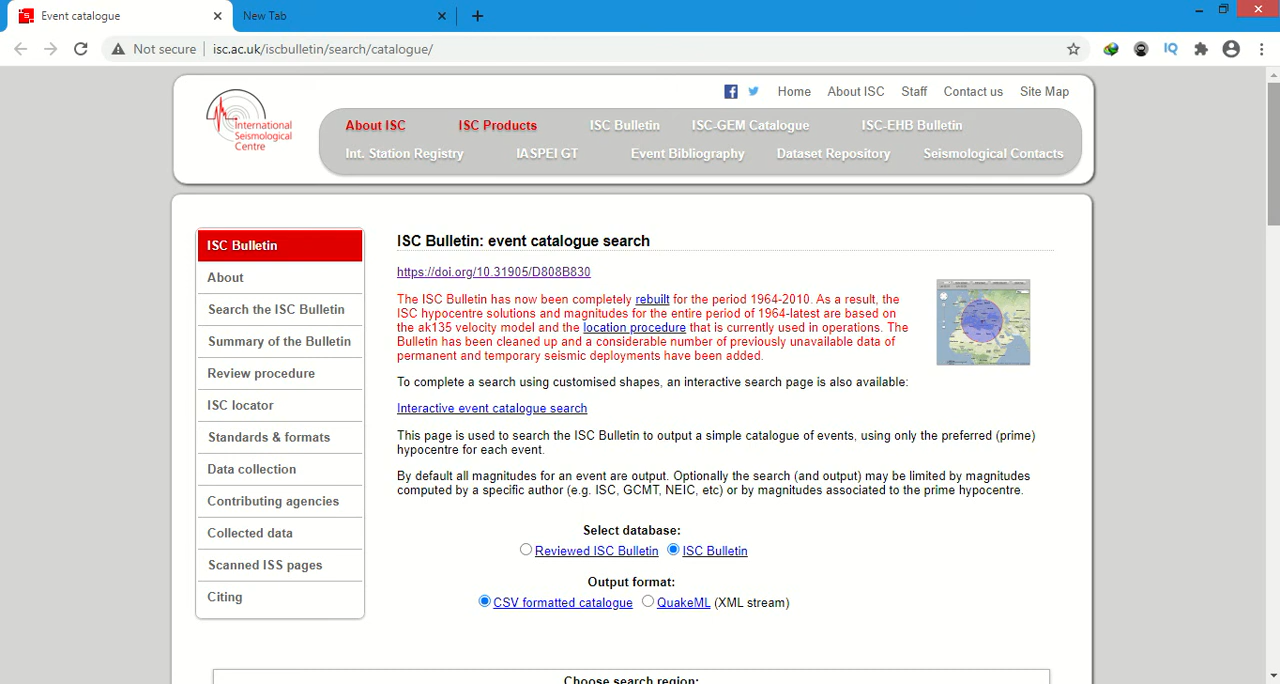 Event catalogue
New Tab
Not secure
isc.ac.uk/iscbulletin/search/catalogue/
IQ
Home About ISC Staff Contact us Site Map
International
Seismological
Centre
About ISC ISC Products ISC Bulletin ISC-GEM Catalogue ISC-EHB Bulletin
Int. Station Registry IASPEI GT Event Bibliography Dataset Repository Seismological Contacts
ISC Bulletin
About
Search the ISC Bulletin
Summary of the Bulletin
Review procedure
ISC locator
Standards & formats
Data collection
Contributing agencies
Collected data
Scanned ISS pages
Citing
ISC Bulletin: event catalogue search
https://doi.org/10.31905/D808B830
The ISC Bulletin has now been completely rebuilt for the period 1964-2010. As a result, the
ISC hypocentre solutions and magnitudes for the entire period of 1964-latest are based on
the ak135 velocity model and the location procedure that is currently used in operations. The
Bulletin has been cleaned up and a considerable number of previously unavailable data of
permanent and temporary seismic deployments have been added.
To complete a search using customised shapes, an interactive search page is also available:
Interactive event catalogue search
This page is used to search the ISC Bulletin to output a simple catalogue of events, using only the preferred (prime)
hypocentre for each event.
By default all magnitudes for an event are output. Optionally the search (and output) may be limited by magnitudes
computed by a specific author (e.g. ISC, GCMT, NEIC, etc) or by magnitudes associated to the prime hypocentre.
Select database:
Reviewed ISC Bulletin ISC Bulletin
Output format:
CSV formatted catalogue QuakeML (XML stream)
Choose search region: